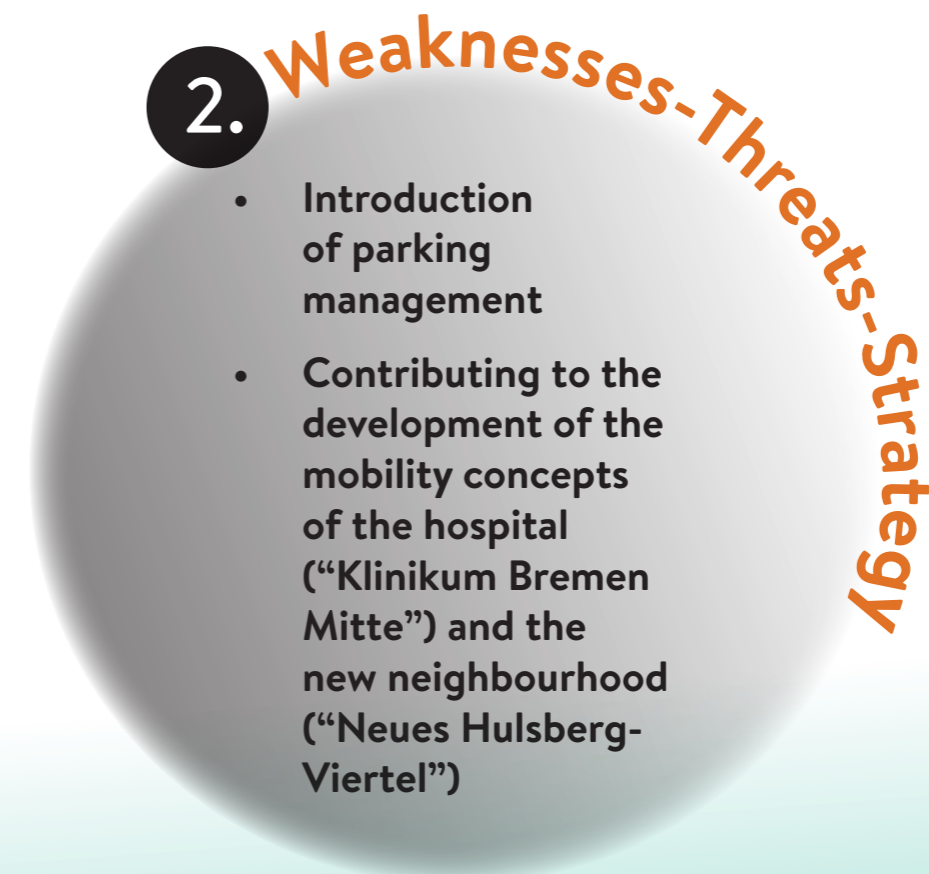 2. Weaknesses-Threats-Strategy
• Introduction
of parking
management
• Contributing to the
development of the
mobility concepts
of the hospital
(“Klinikum Bremen
Mitte”) and the
new neighbourhood
(“Neues Hulsberg-
Viertel”)